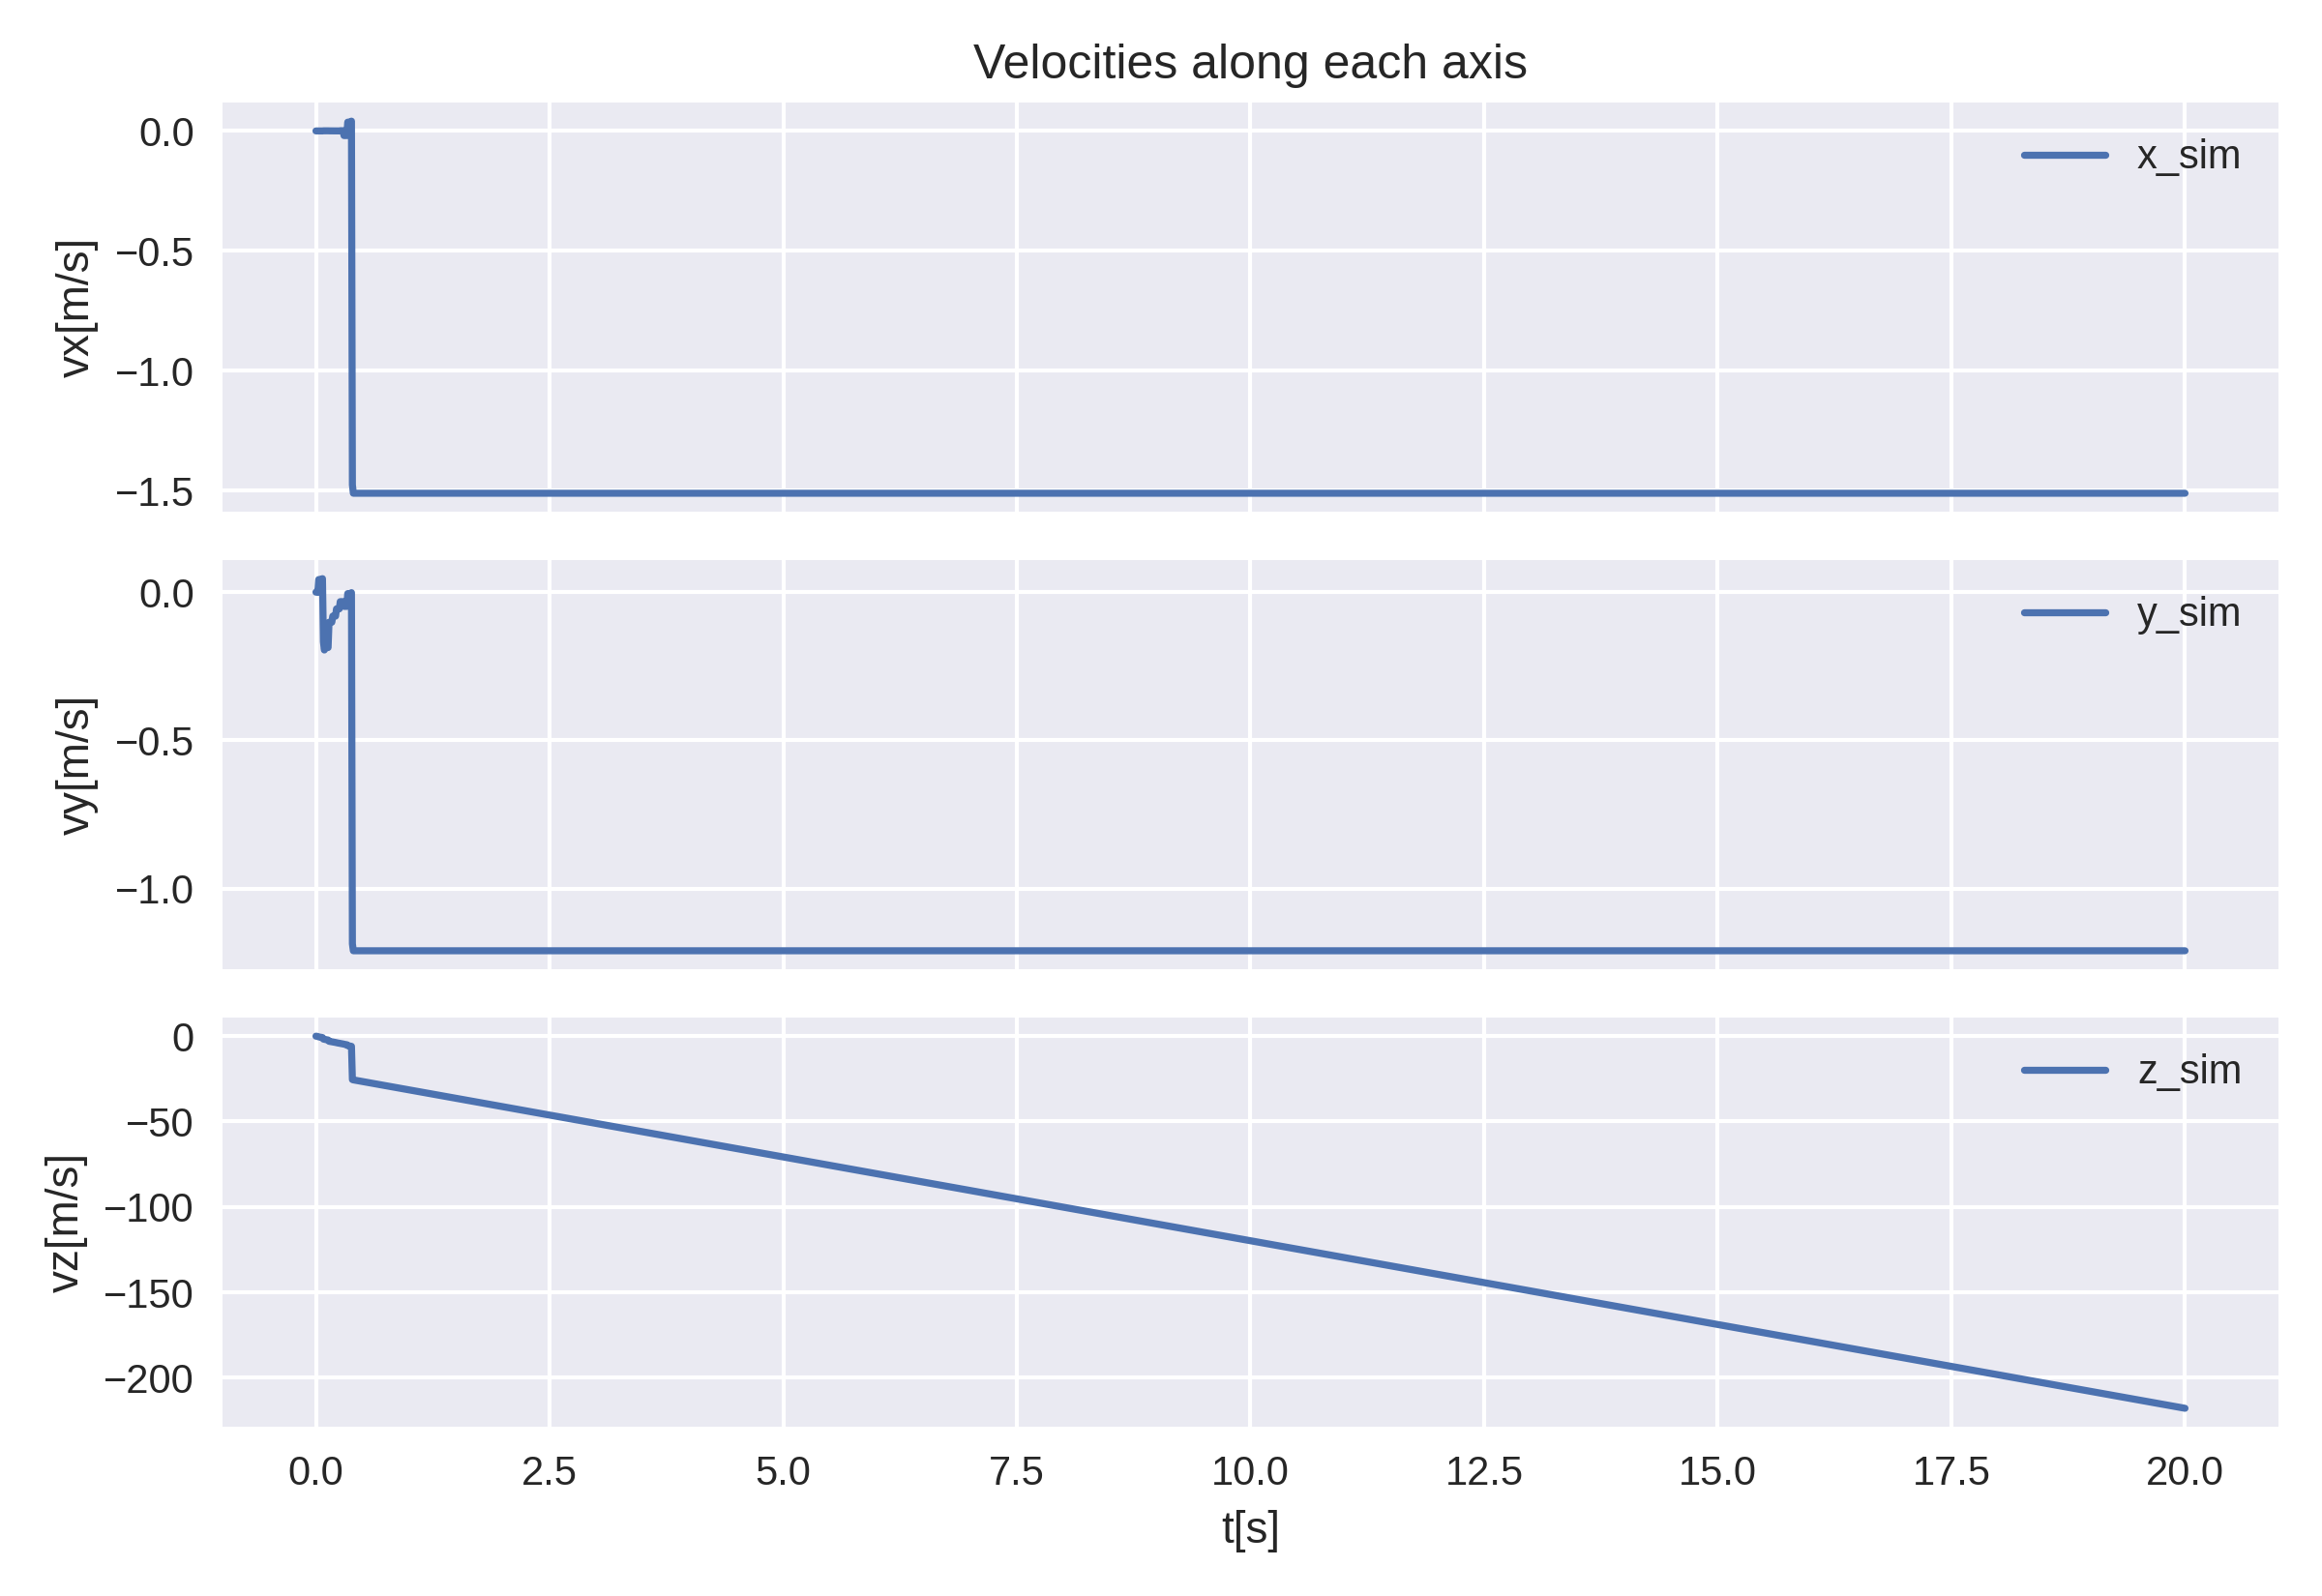 Velocities along each axis
0.0
−0.5
−1.0
−1.5
vx[m/s]
x_sim
0.0
−0.5
−1.0
vy[m/s]
y_sim
0
−50
−100
−150
−200
vz[m/s]
z_sim
0.0 2.5 5.0 7.5 10.0 12.5 15.0 17.5 20.0
t[s]